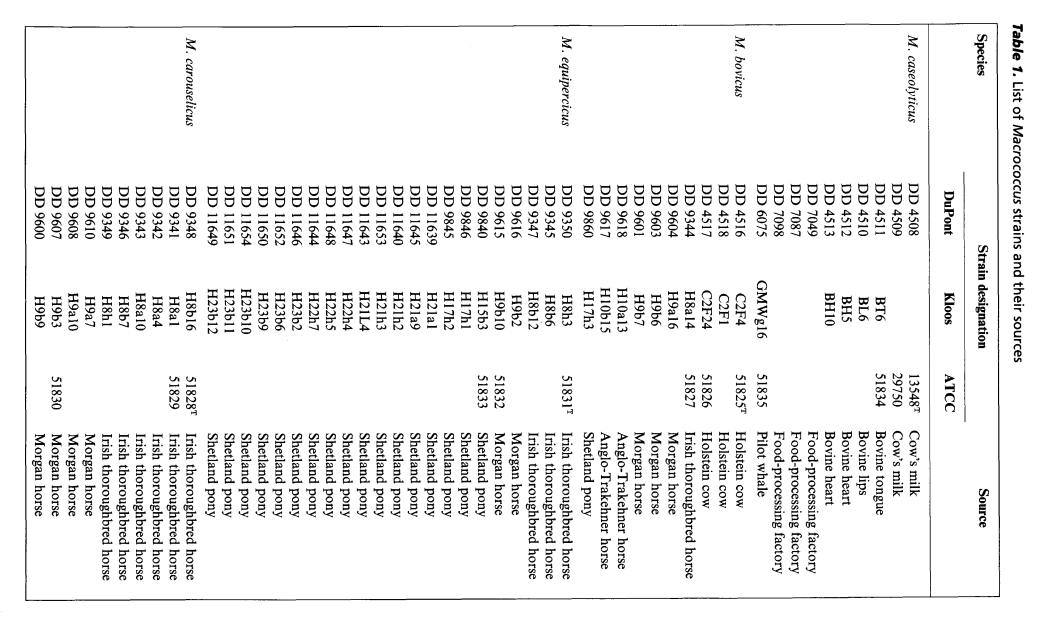 Table 1. List of Macrococcus strains and their sources
Species Strain designation Source
DuPont Kloos ATCC
M. caseolyticus DD 4508 13548T Cow's milk
DD 4509 29750 Cow's milk
DD 4511 BT6 51834 Bovine tongue
DD 4510 BL6 Bovine lips
DD 4512 BH5 Bovine heart
DD 4513 BH10 Bovine heart
DD 7049 Food-processing factory
DD 7087 Food-processing factory
DD 7098 Food-processing factory
DD 6075 GMWg16 51835 Pilot whale
M. bovicus DD 4516 C2F4 51825T Holstein cow
DD 4518 C2F1 Holstein cow
DD 4517 C2F24 51826 Holstein cow
DD 9344 H8a14 51827 Irish thoroughbred horse
DD 9604 H9a16 Morgan horse
DD 9603 H9b6 Morgan horse
DD 9601 H9b7 Morgan horse
DD 9618 H10a13 Anglo-Trakehner horse
DD 9617 H10b15 Anglo-Trakehner horse
DD 9860 H17h3 Shetland pony
M. equipercicus DD 9350 H8h3 51831T Irish thoroughbred horse
DD 9345 H8b6 Irish thoroughbred horse
DD 9347 H8b12 Irish thoroughbred horse
DD 9616 H9b2 Morgan horse
DD 9615 H9b10 51832 Morgan horse
DD 9840 H15b3 51833 Shetland pony
DD 9846 H17h1 Shetland pony
DD 9845 H17h2 Shetland pony
DD 11639 H21a1 Shetland pony
DD 11645 H21a9 Shetland pony
DD 11640 H21h2 Shetland pony
DD 11653 H21h3 Shetland pony
DD 11643 H21L4 Shetland pony
DD 11647 H22h4 Shetland pony
DD 11648 H22h5 Shetland pony
DD 11644 H22h7 Shetland pony
DD 11646 H23b2 Shetland pony
DD 11652 H23b6 Shetland pony
DD 11650 H23b9 Shetland pony
DD 11654 H23b10 Shetland pony
DD 11651 H23b11 Shetland pony
DD 11649 H23b12 Shetland pony
M. carouselicus DD 9348 H8b16 51828T Irish thoroughbred horse
DD 9341 H8a1 51829 Irish thoroughbred horse
DD 9342 H8a4 Irish thoroughbred horse
DD 9343 H8a10 Irish thoroughbred horse
DD 9346 H8b7 Irish thoroughbred horse
DD 9349 H8h1 Irish thoroughbred horse
DD 9610 H9a7 Morgan horse
DD 9608 H9a10 Morgan horse
DD 9607 H9b3 51830 Morgan horse
DD 9600 H9b9 Morgan horse